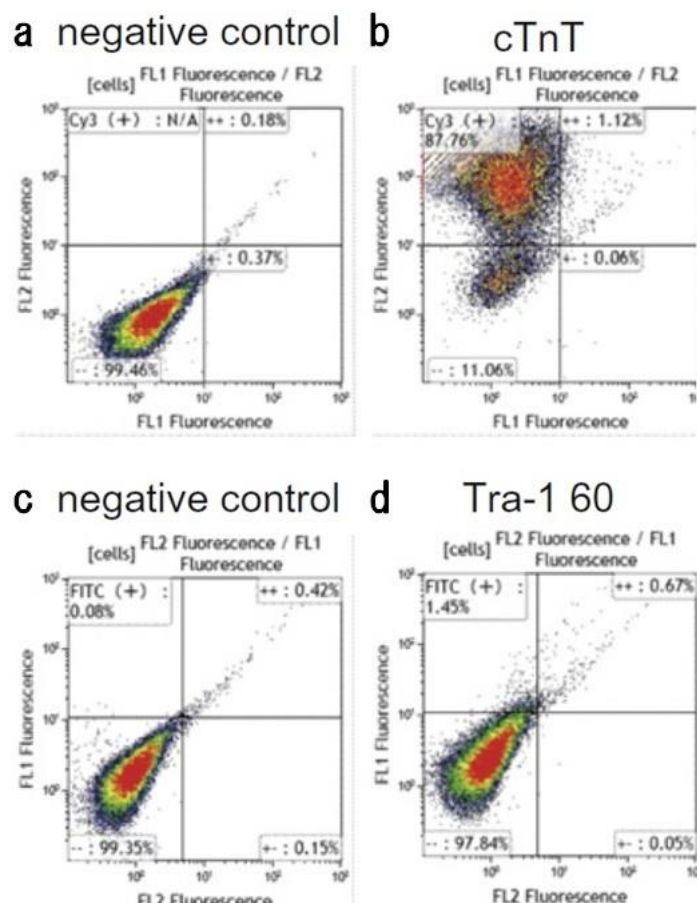 a negative control
[cells] FL1 Fluorescence / FL2
Fluorescence
Cy3 (+) : N/A
++ : 0.18%
+- : 0.37%
-- : 99.46%
FL2 Fluorescence
FL1 Fluorescence
b cTnT
[cells] FL1 Fluorescence / FL2
Fluorescence
Cy3 (+) :
87.76%
++ : 1.12%
+- : 0.06%
-- : 11.06%
FL2 Fluorescence
FL1 Fluorescence
c negative control
[cells] FL2 Fluorescence / FL1
Fluorescence
FITC (+) :
0.08%
++ : 0.42%
-- : 99.35%
+- : 0.15%
FL1 Fluorescence
FL2 Fluorescence
d Tra-1 60
[cells] FL2 Fluorescence / FL1
Fluorescence
FITC (+) :
1.45%
++ : 0.67%
-- : 97.84%
+- : 0.05%
FL1 Fluorescence
FL2 Fluorescence